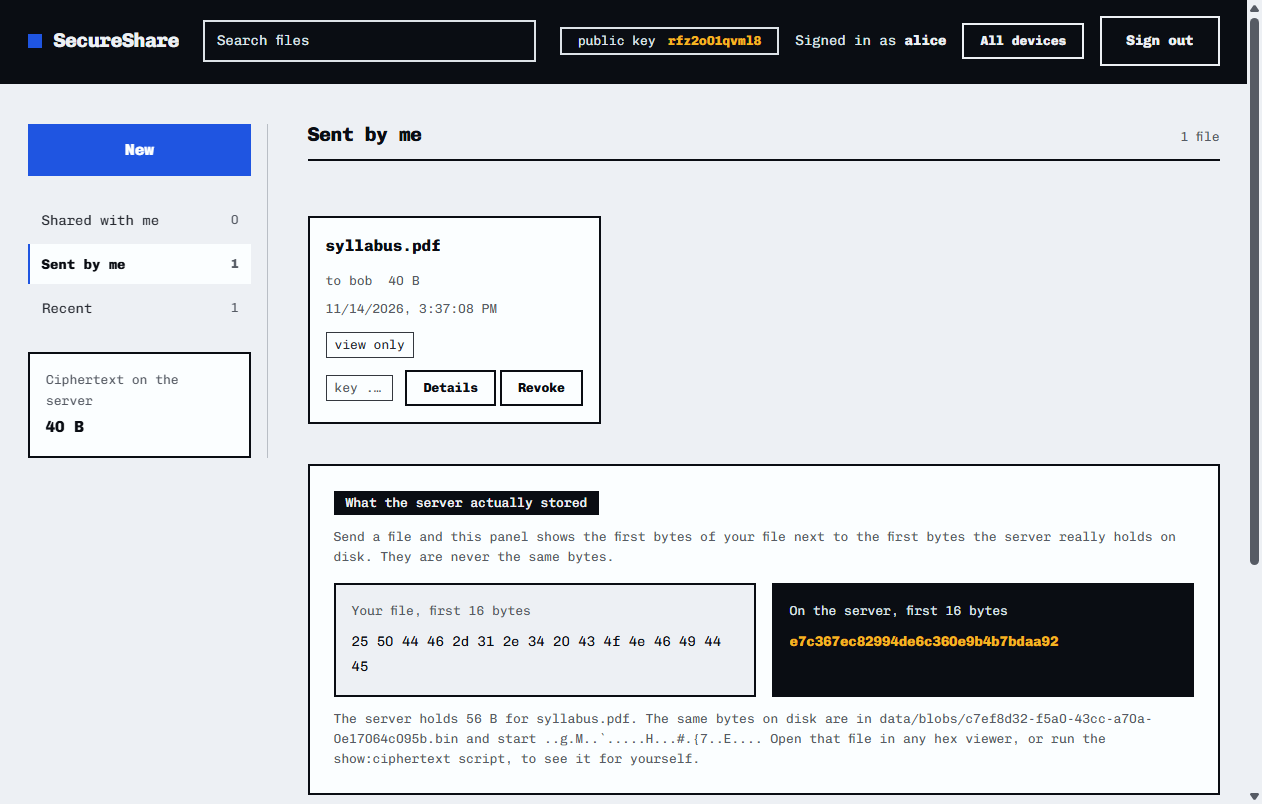 SecureShare
Search files
public key rfz2o01qvml8
Signed in as alice
All devices
Sign out
New
Shared with me 0
Sent by me 1
Recent 1
Ciphertext on the
server
40 B
Sent by me
1 file
syllabus.pdf
to bob 40 B
11/14/2026, 3:37:08 PM
view only
key .…
Details
Revoke
What the server actually stored
Send a file and this panel shows the first bytes of your file next to the first bytes the server really holds on
disk. They are never the same bytes.
Your file, first 16 bytes
25 50 44 46 2d 31 2e 34 20 43 4f 4e 46 49 44
45
On the server, first 16 bytes
e7c367ec82994de6c360e9b4b7bdaa92
The server holds 56 B for syllabus.pdf. The same bytes on disk are in data/blobs/c7ef8d32-f5a0-43cc-a70a-
0e17064c095b.bin and start ..g.M..`.....H...#.{7..E.... Open that file in any hex viewer, or run the
show:ciphertext script, to see it for yourself.